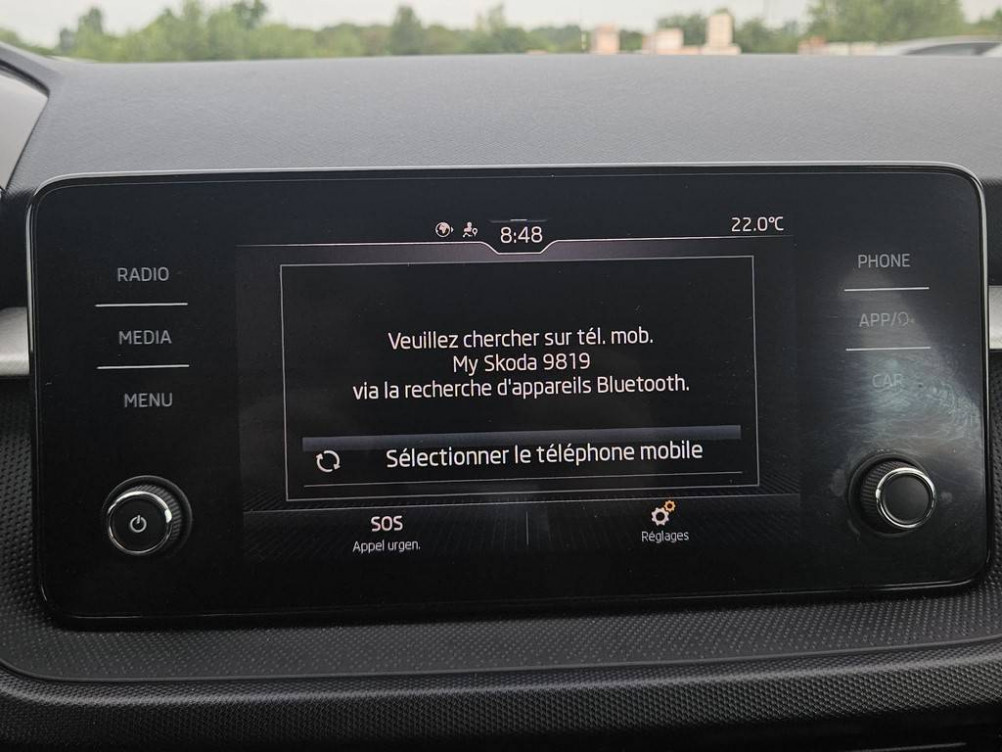 8:48
22.0°C
RADIO
MEDIA
MENU
PHONE
APP/
CAR
Veuillez chercher sur tél. mob.
My Skoda 9819
via la recherche d'appareils Bluetooth.
Sélectionner le téléphone mobile
SOS
Appel urgen.
Réglages